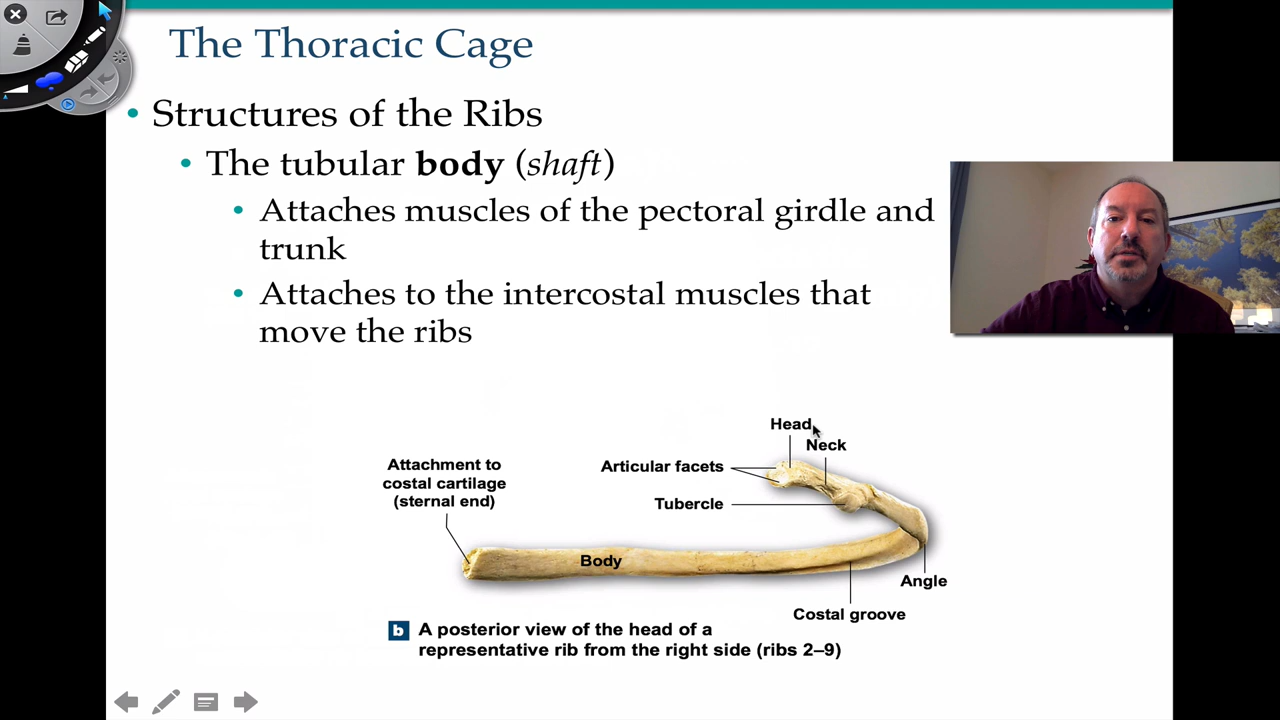 The Thoracic Cage
• Structures of the Ribs
• The tubular body (shaft)
• Attaches muscles of the pectoral girdle and
trunk
• Attaches to the intercostal muscles that
move the ribs
Head
Neck
Attachment to
costal cartilage
(sternal end)
Articular facets
Tubercle
Body
Angle
Costal groove
b A posterior view of the head of a
representative rib from the right side (ribs 2–9)